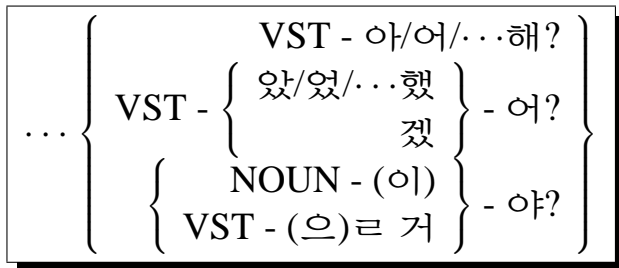 VST - 아/어/···해?
VST - { 았/었/···했
겠 } - 어?
···
{ NOUN - (이)
VST - (으)ㄹ 거 } - 야?